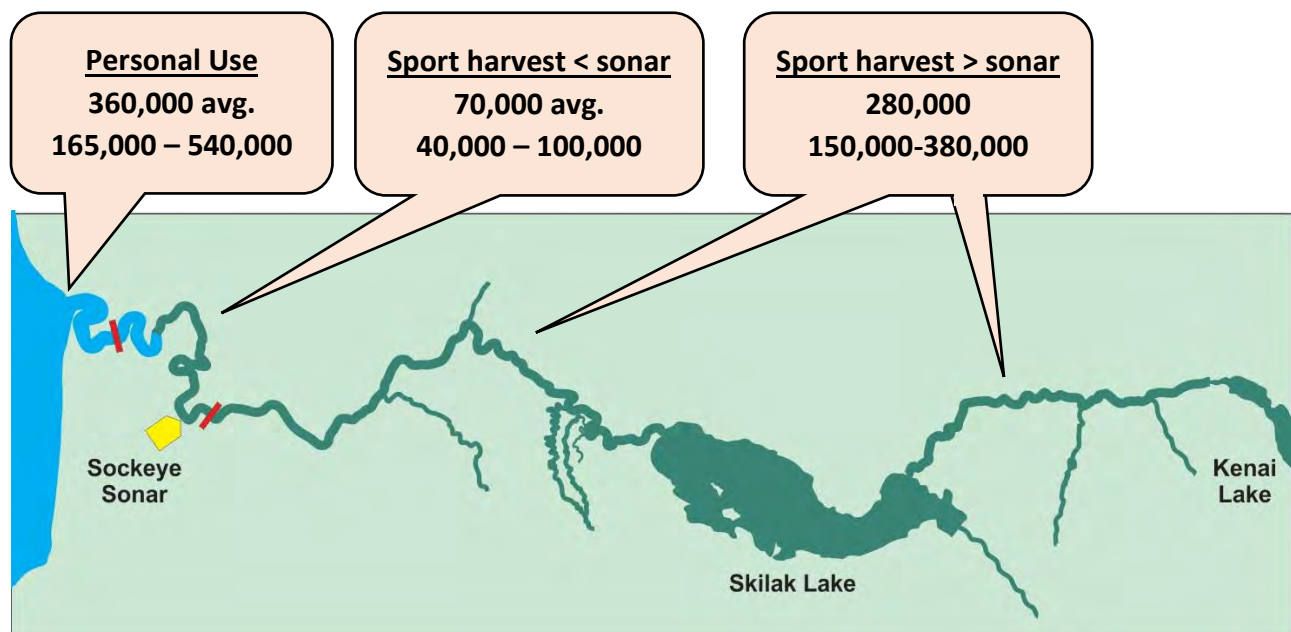 Personal Use
360,000 avg.
165,000 – 540,000
Sport harvest < sonar
70,000 avg.
40,000 – 100,000
Sport harvest > sonar
280,000
150,000-380,000
Sockeye
Sonar
Skilak Lake
Kenai
Lake